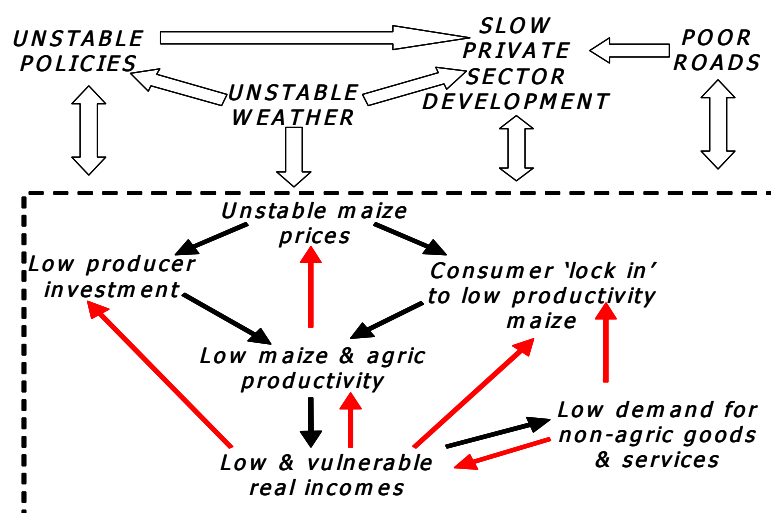 UNSTABLE
POLICIES
SLOW
PRIVATE
SECTOR
DEVELOPMENT
POOR
ROADS
UNSTABLE
WEATHER
Unstable maize
prices
Low producer
investment
Consumer ‘lock in’
to low productivity
maize
Low maize & agric
productivity
Low demand for
non-agric goods
& services
Low & vulnerable
real incomes